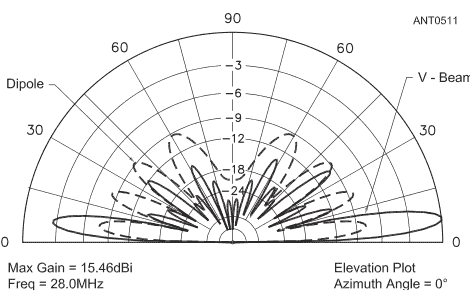 90
ANT0511
60
60
-3
Dipole
V - Beam
-6
-9
30
30
-12
-18
-24
0
0
Max Gain = 15.46dBi
Elevation Plot
Freq = 28.0MHz
Azimuth Angle = 0°